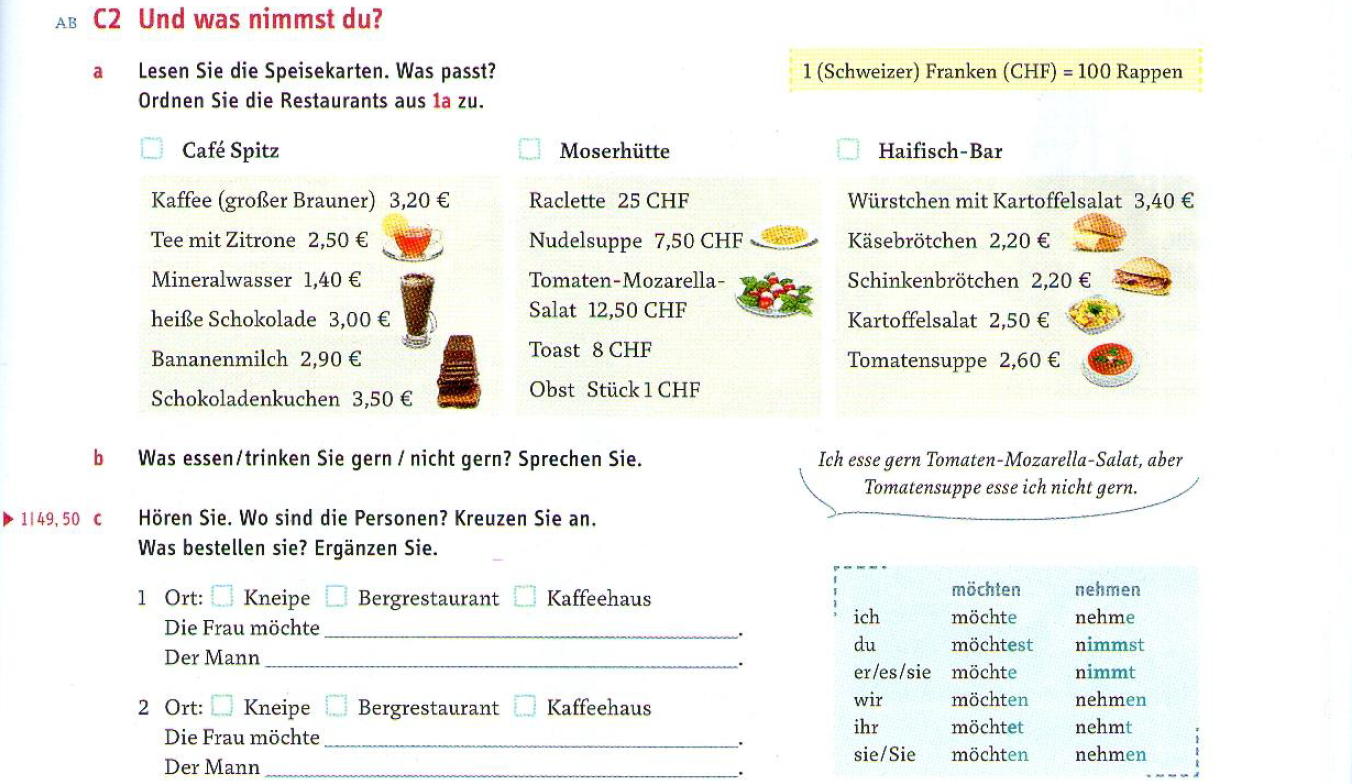 AB C2 Und was nimmst du?
a Lesen Sie die Speisekarten. Was passt?
Ordnen Sie die Restaurants aus 1a zu.
1 (Schweizer) Franken (CHF) = 100 Rappen
Café Spitz
Kaffee (großer Brauner) 3,20 €
Tee mit Zitrone 2,50 €
Mineralwasser 1,40 €
heiße Schokolade 3,00 €
Bananenmilch 2,90 €
Schokoladenkuchen 3,50 €
Moserhütte
Raclette 25 CHF
Nudelsuppe 7,50 CHF
Tomaten-Mozarella-
Salat 12,50 CHF
Toast 8 CHF
Obst Stück 1 CHF
Haifisch-Bar
Würstchen mit Kartoffelsalat 3,40 €
Käsebrötchen 2,20 €
Schinkenbrötchen 2,20 €
Kartoffelsalat 2,50 €
Tomatensuppe 2,60 €
b Was essen/trinken Sie gern / nicht gern? Sprechen Sie.
Ich esse gern Tomaten-Mozarella-Salat, aber
Tomatensuppe esse ich nicht gern.
1|49, 50 c Hören Sie. Wo sind die Personen? Kreuzen Sie an.
Was bestellen sie? Ergänzen Sie.
1 Ort: Kneipe Bergrestaurant Kaffeehaus
Die Frau möchte ______.
Der Mann ______.
2 Ort: Kneipe Bergrestaurant Kaffeehaus
Die Frau möchte ______.
Der Mann ______.
möchten nehmen
ich möchte nehme
du möchtest nimmst
er/es/sie möchte nimmt
wir möchten nehmen
ihr möchtet nehmt
sie/Sie möchten nehmen